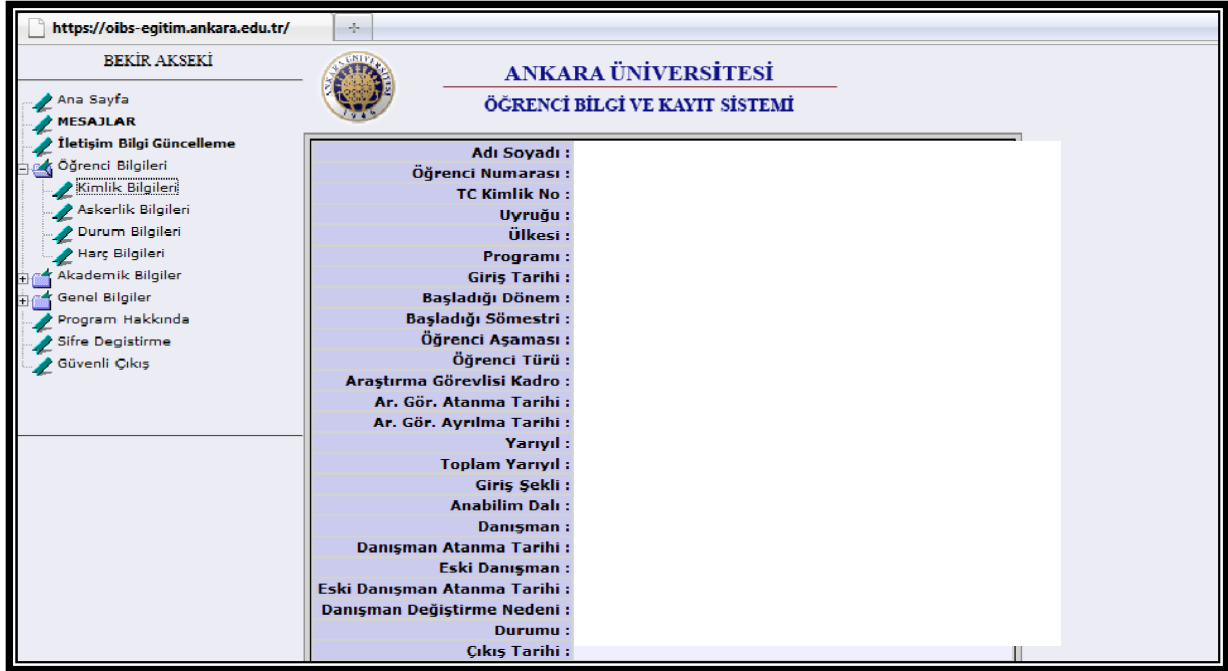 https://oibs-egitim.ankara.edu.tr/
BEKİR AKSEKİ
Ana Sayfa
MESAJLAR
İletişim Bilgi Güncelleme
Öğrenci Bilgileri
Kimlik Bilgileri
Askerlik Bilgileri
Durum Bilgileri
Harç Bilgileri
Akademik Bilgiler
Genel Bilgiler
Program Hakkında
Sifre Degistirme
Güvenli Çıkış
ANKARA ÜNİVERSİTESİ
1946
ANKARA ÜNİVERSİTESİ
ÖĞRENCİ BİLGİ VE KAYIT SİSTEMİ
Adı Soyadı :
Öğrenci Numarası :
TC Kimlik No :
Uyruğu :
Ülkesi :
Programı :
Giriş Tarihi :
Başladığı Dönem :
Başladığı Sömestri :
Öğrenci Aşaması :
Öğrenci Türü :
Araştırma Görevlisi Kadro :
Ar. Gör. Atanma Tarihi :
Ar. Gör. Ayrılma Tarihi :
Yarıyıl :
Toplam Yarıyıl :
Giriş Şekli :
Anabilim Dalı :
Danışman :
Danışman Atanma Tarihi :
Eski Danışman :
Eski Danışman Atanma Tarihi :
Danışman Değiştirme Nedeni :
Durumu :
Çıkış Tarihi :